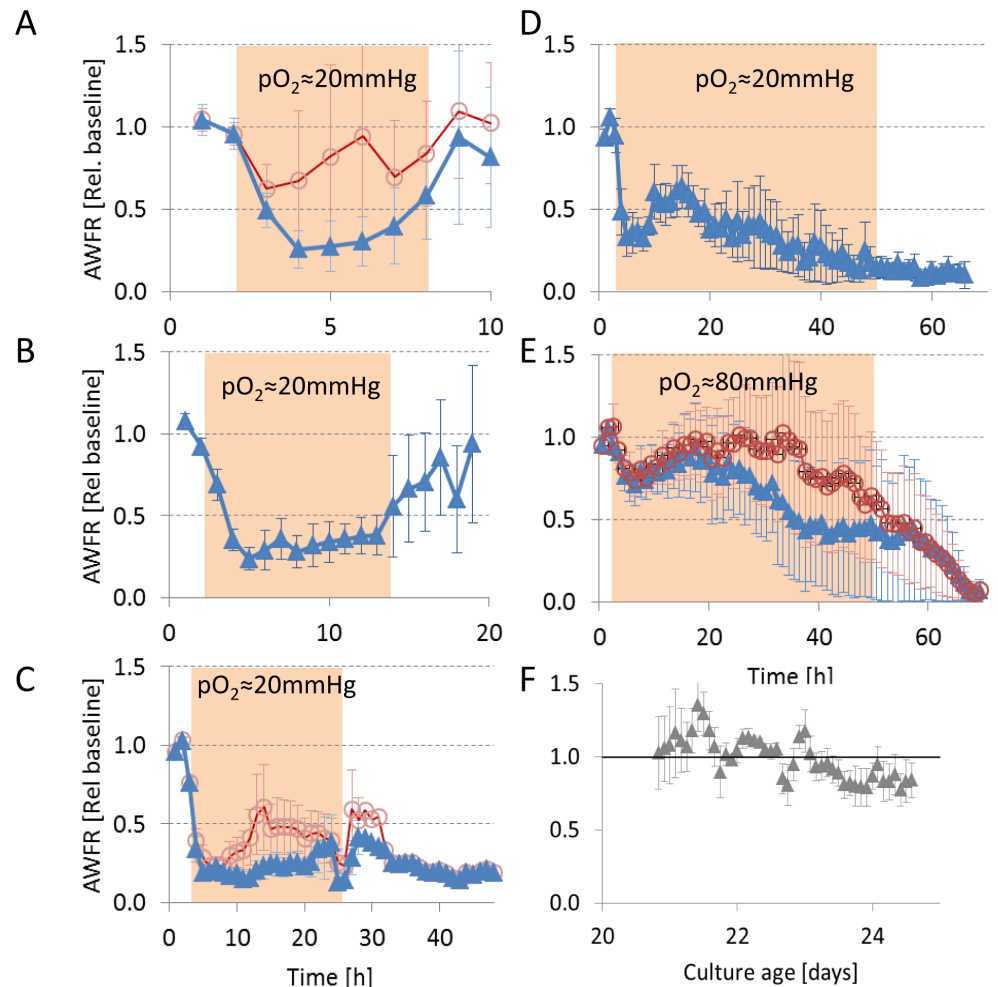 A
AWFR [Rel. baseline]
1.5
1.0
0.5
0.0
pO₂≈20mmHg
0 5 10
B
AWFR [Rel baseline]
1.5
1.0
0.5
0.0
pO₂≈20mmHg
0 10 20
C
AWFR [Rel baseline]
1.5
1.0
0.5
0.0
pO₂≈20mmHg
0 10 20 30 40
Time [h]
D
1.5
1.0
0.5
0.0
pO₂≈20mmHg
0 20 40 60
E
1.5
1.0
0.5
0.0
pO₂≈80mmHg
0 20 40 60
Time [h]
F
1.5
1.0
0.5
0.0
20 22 24
Culture age [days]